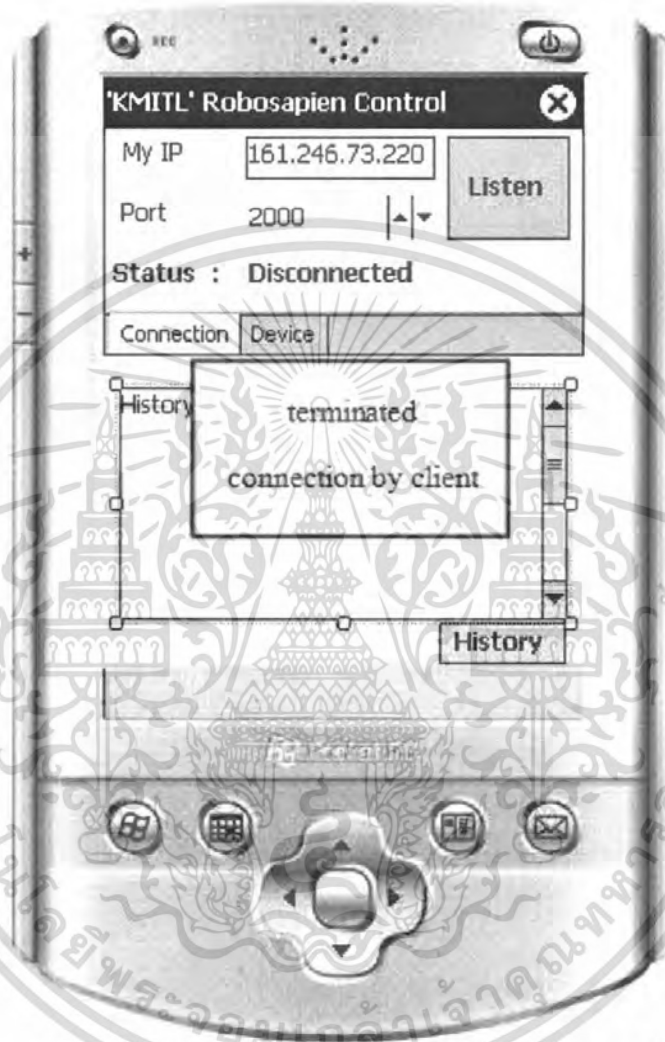 REC
'KMITL' Robosapien Control
My IP 161.246.73.220
Listen
Port 2000
Status : Disconnected
Connection Device
History
terminated
connection by client
History